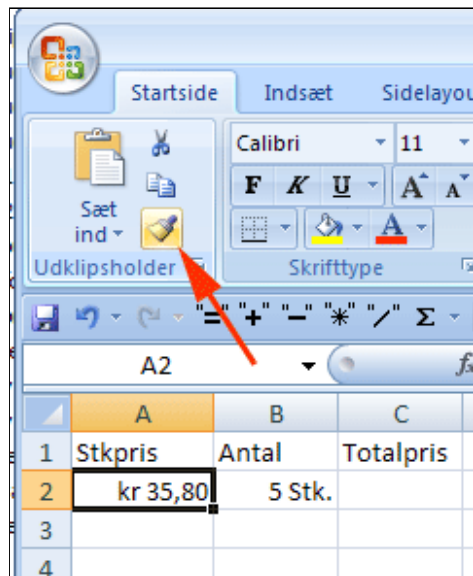 Startside Indsæt Sidelayou
Calibri 11
F K U A A
Sæt
ind
A
Udklipsholder Skrifttype
"=" "+" "—" "*" "/" Σ
A2 fx
A B C
1 Stkpris Antal Totalpris
2 kr 35,80 5 Stk.
3
4